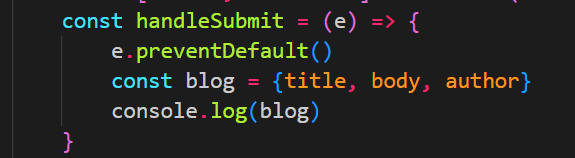 const handleSubmit = (e) => {
e.preventDefault()
const blog = {title, body, author}
console.log(blog)
}